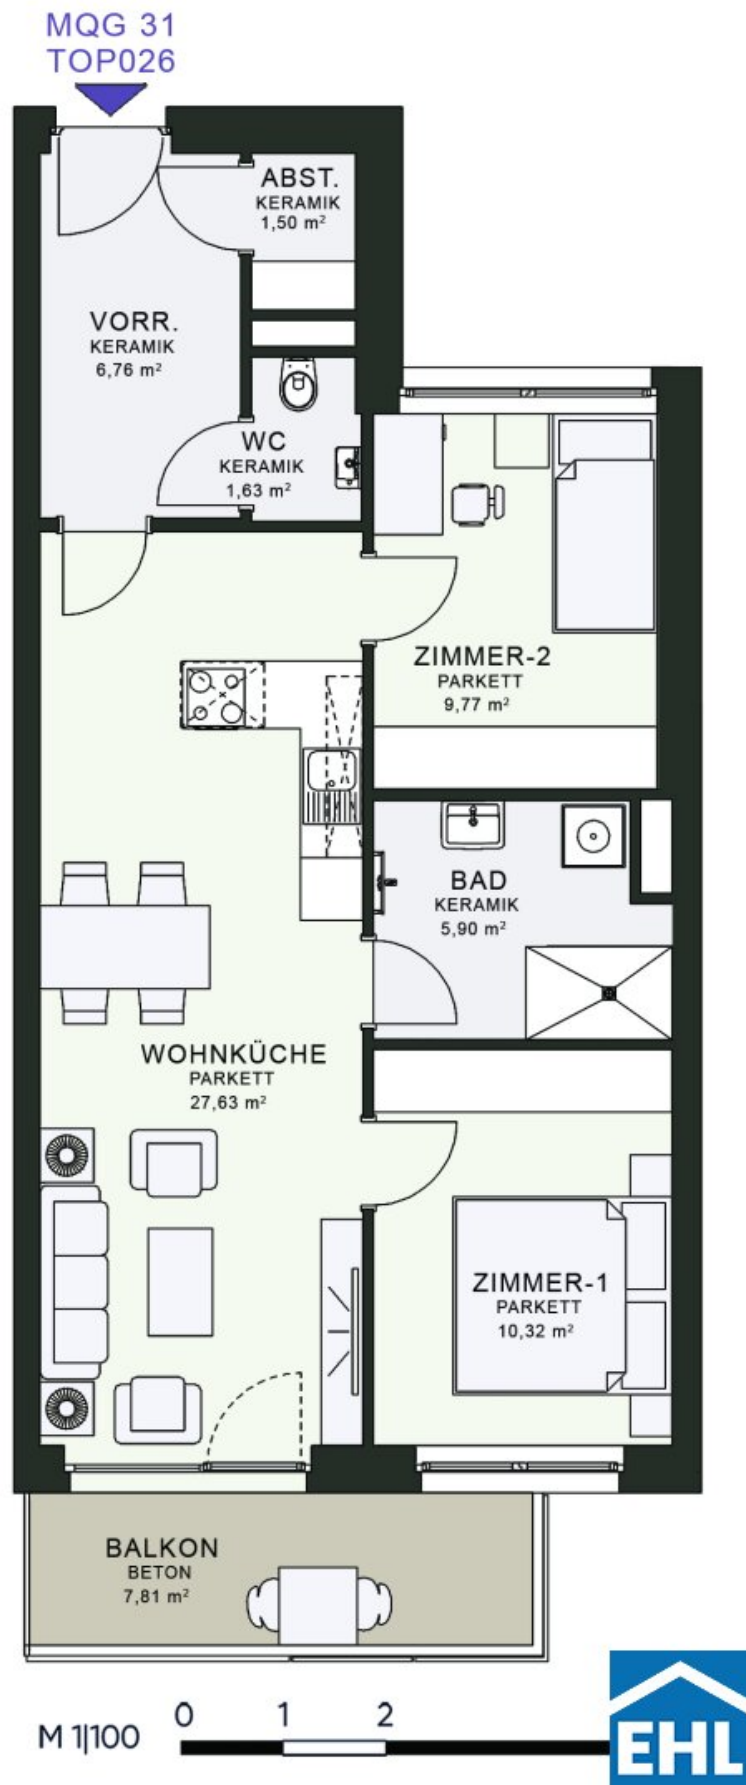 MQG 31
TOP026
ABST.
KERAMIK
1,50 m²
VORR.
KERAMIK
6,76 m²
WC
KERAMIK
1,63 m²
ZIMMER-2
PARKETT
9,77 m²
BAD
KERAMIK
5,90 m²
WOHNKÜCHE
PARKETT
27,63 m²
ZIMMER-1
PARKETT
10,32 m²
BALKON
BETON
7,81 m²
M 1|100
0 1 2
EHL